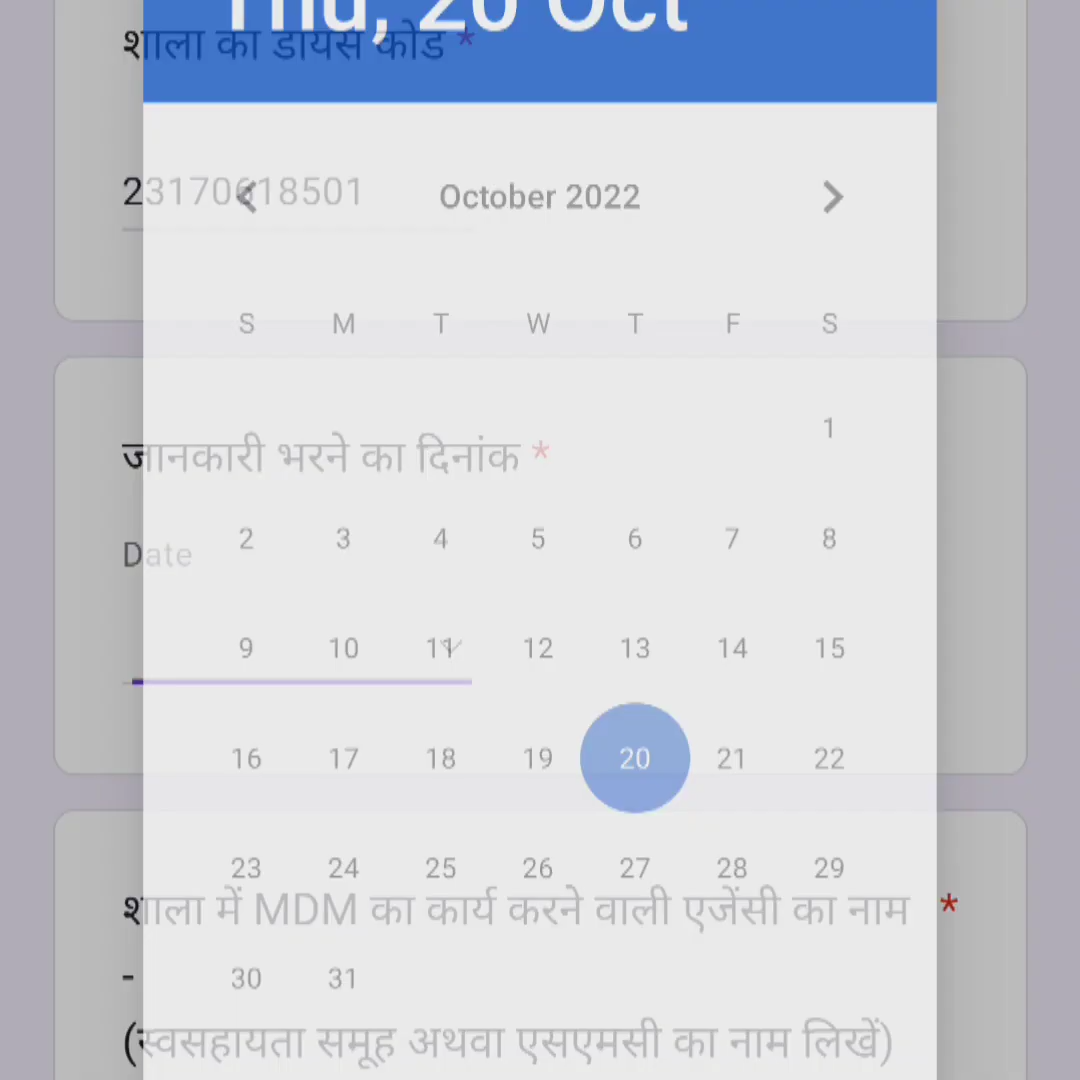 Thu, 20 Oct
शाला का डायस कोड *
23170618501
October 2022
S M T W T F S
1
जानकारी भरने का दिनांक *
2 3 4 5 6 7 8
Date
9 10 11 12 13 14 15
16 17 18 19 20 21 22
23 24 25 26 27 28 29
शाला में MDM का कार्य करने वाली एजेंसी का नाम *
-
30 31
(स्वसहायता समूह अथवा एसएमसी का नाम लिखें)